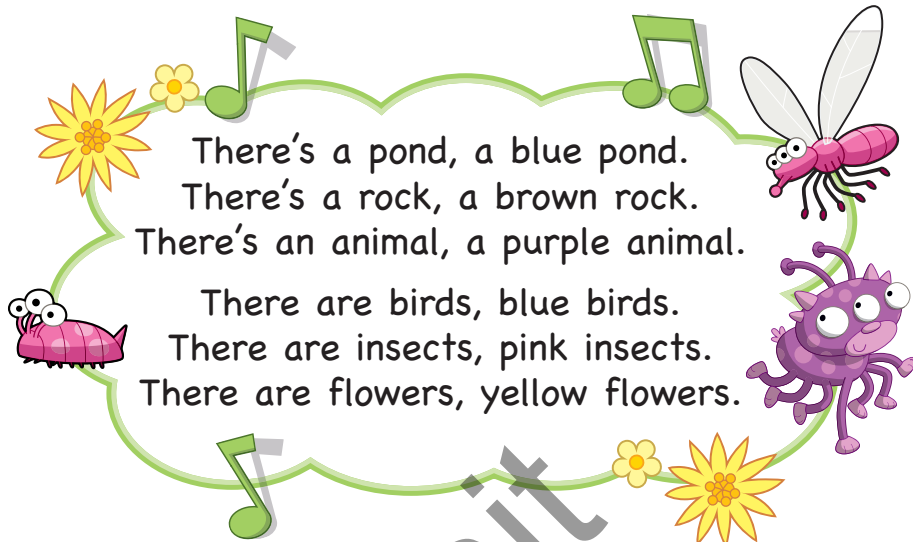 There's a pond, a blue pond.
There's a rock, a brown rock.
There's an animal, a purple animal.
There are birds, blue birds.
There are insects, pink insects.
There are flowers, yellow flowers.